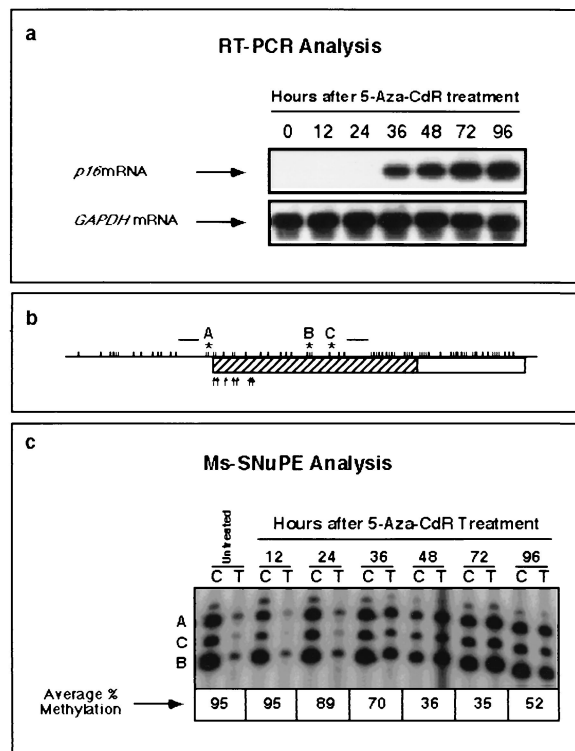 a
RT-PCR Analysis
Hours after 5-Aza-CdR treatment
0 12 24 36 48 72 96
p16mRNA
GAPDH mRNA
b
A B C
* * *
c
Ms-SNuPE Analysis
Untreated
Hours after 5-Aza-CdR Treatment
12 24 36 48 72 96
C T C T C T C T C T C T C T
A
C
B
Average %
Methylation
95 95 89 70 36 35 52